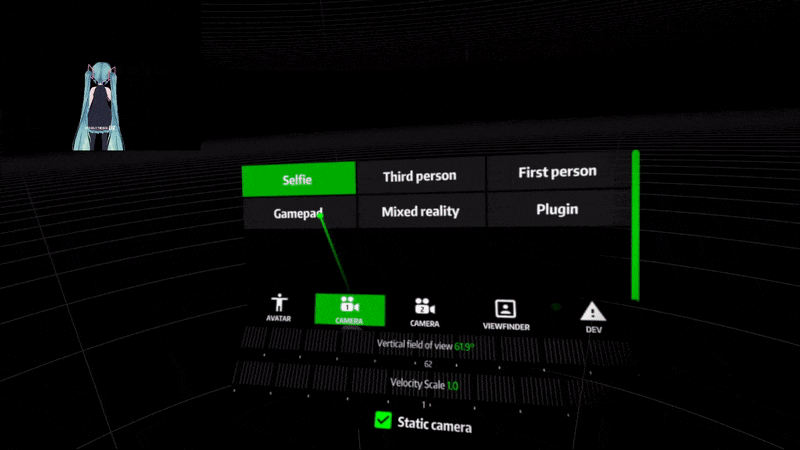 Selfie
Third person
First person
Gamepad
Mixed reality
Plugin
AVATAR
1
CAMERA
2
CAMERA
VIEWFINDER
DEV
Vertical field of view 61.9°
62
Velocity Scale 1.0
1
Static camera